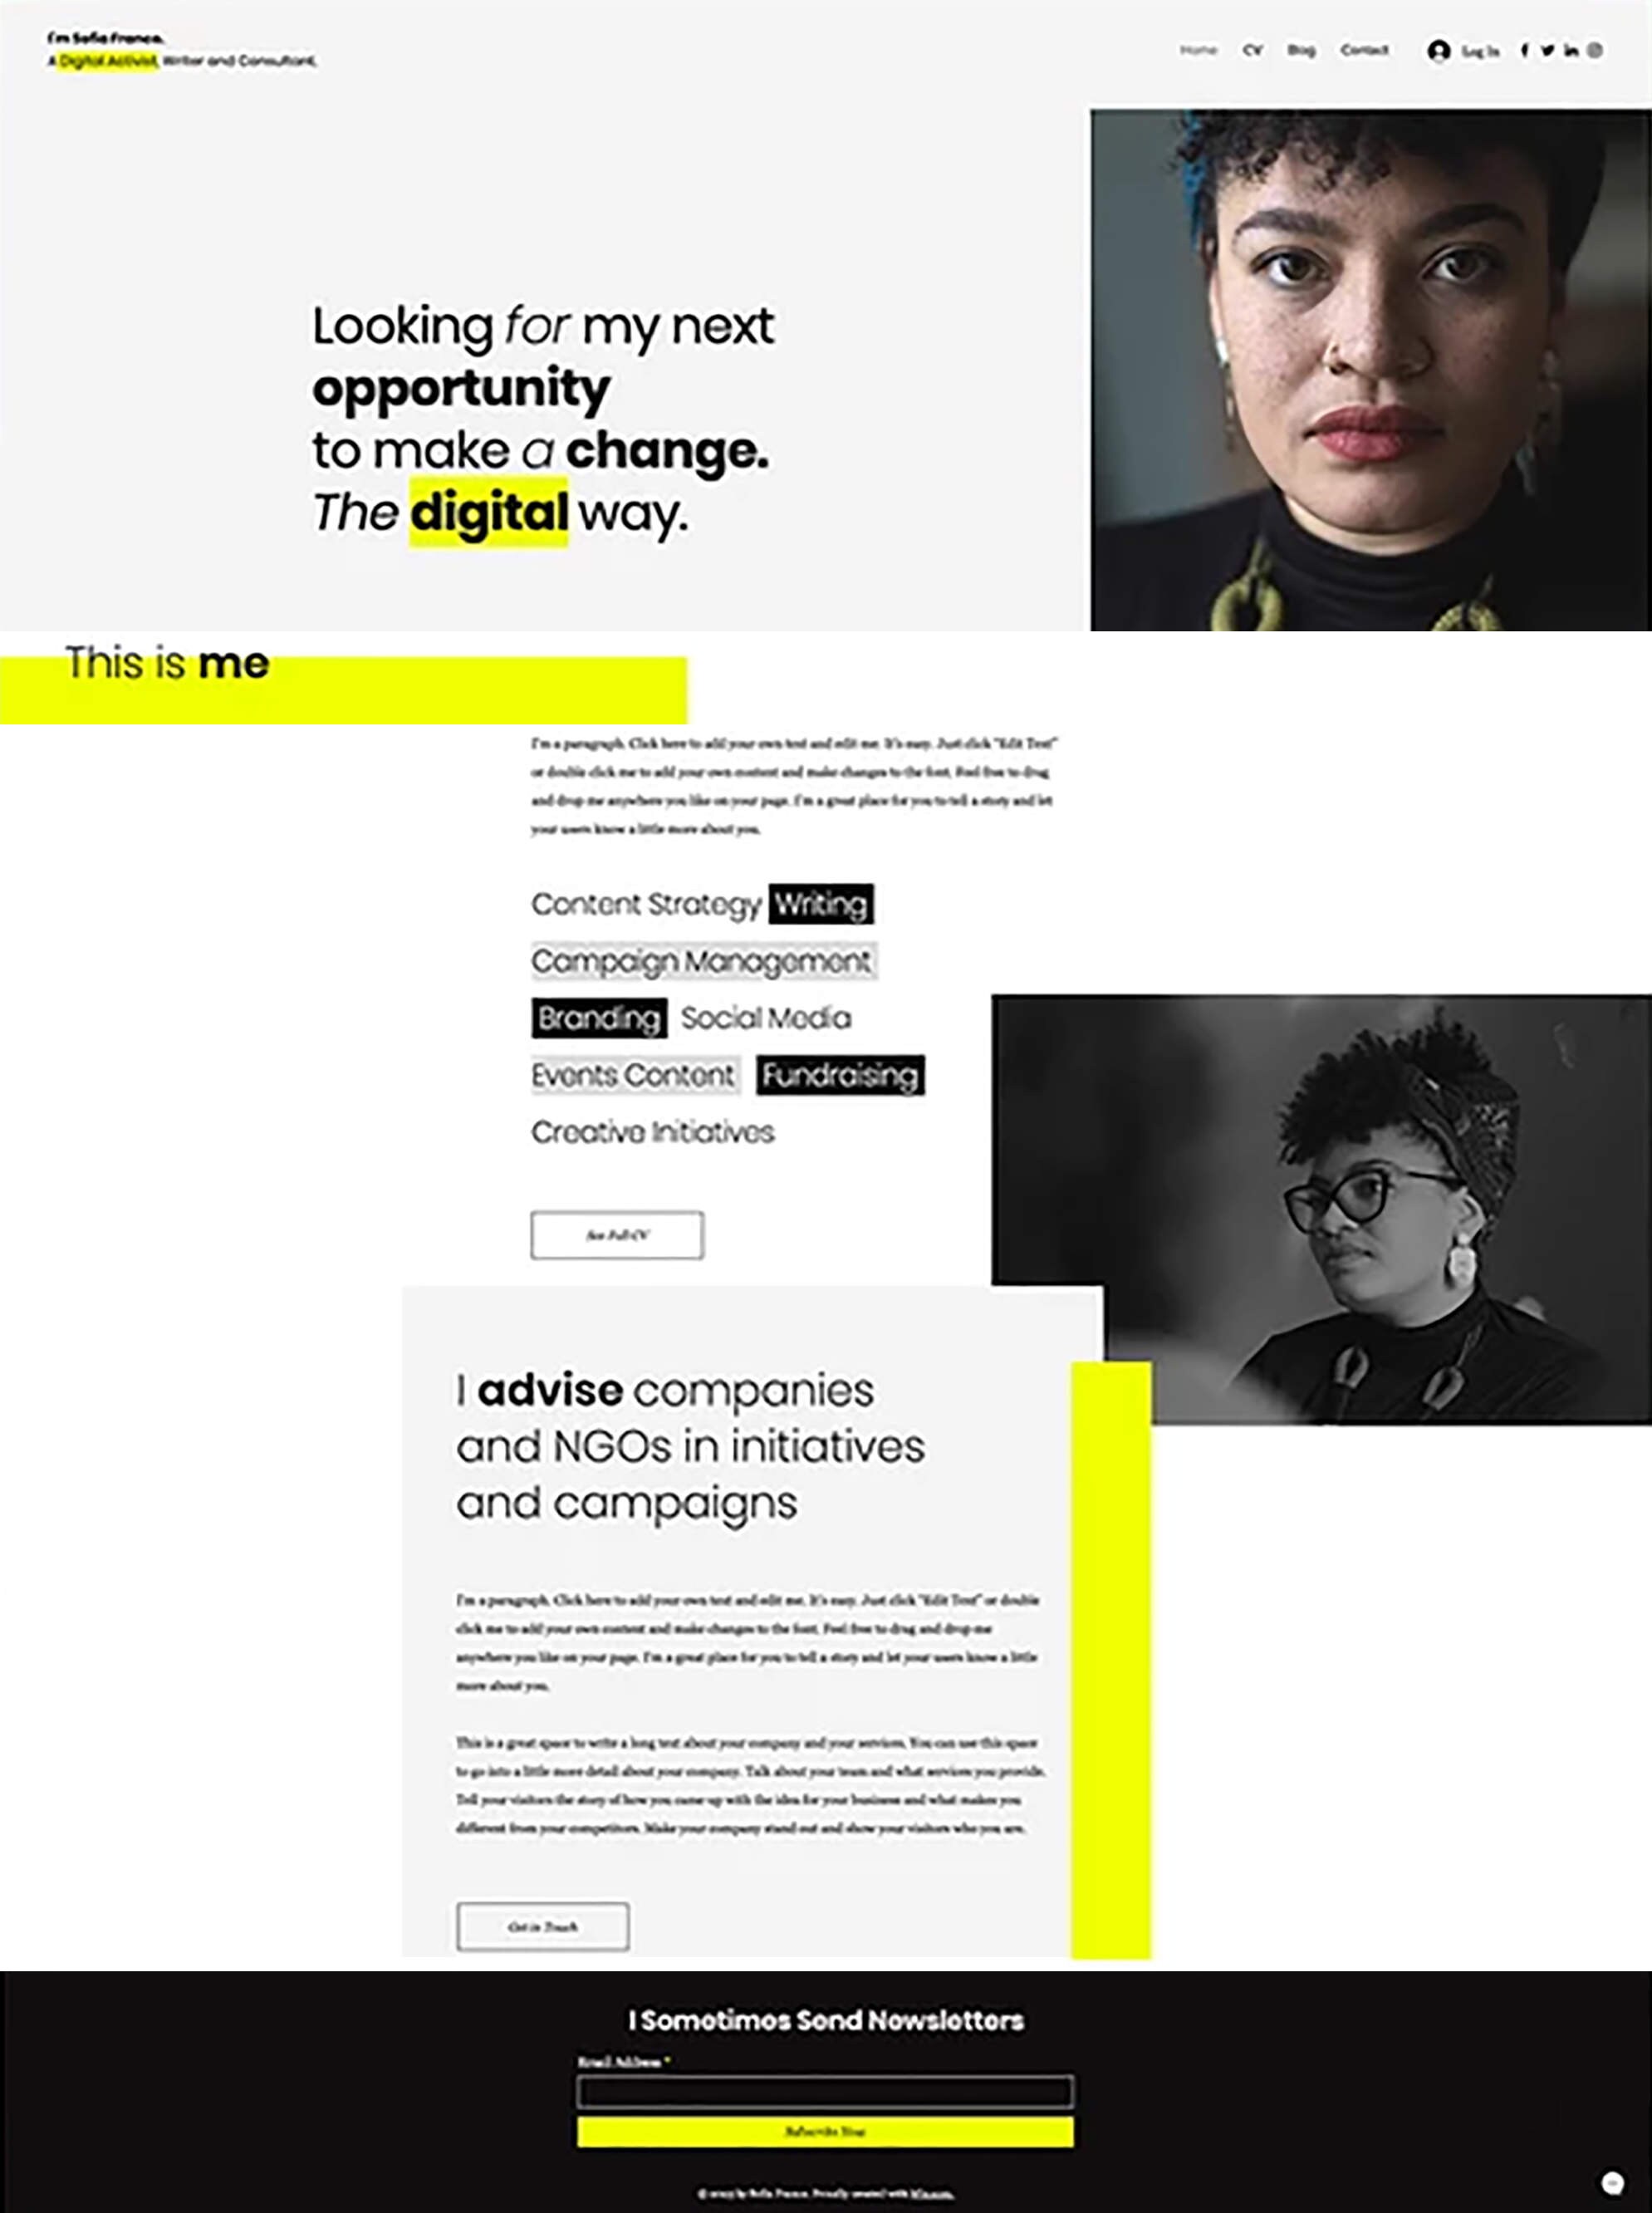 I'm Sofia Franco.
A Digital Activist, Writer and Consultant.
Home CV Blog Contact Log In
Looking for my next
opportunity
to make a change.
The digital way.
This is me
I'm a paragraph. Click here to add your own text and edit me. It's easy. Just click "Edit Text"
or double click me to add your own content and make changes to the font. Feel free to drag
and drop me anywhere you like on your page. I'm a great place for you to tell a story and let
your users know a little more about you.
Content Strategy Writing
Campaign Management
Branding Social Media
Events Content Fundraising
Creative Initiatives
See Full CV
I advise companies
and NGOs in initiatives
and campaigns
I'm a paragraph. Click here to add your own text and edit me. It's easy. Just click "Edit Text" or double
click me to add your own content and make changes to the font. Feel free to drag and drop me
anywhere you like on your page. I'm a great place for you to tell a story and let your users know a little
more about you.
This is a great space to write a long text about your company and your services. You can use this space
to go into a little more detail about your company. Talk about your team and what services you provide.
Tell your visitors the story of how you came up with the idea for your business and what makes you
different from your competitors. Make your company stand out and show your visitors who you are.
Get in Touch
I Sometimes Send Newsletters
Email Address *
Subscribe Now
by Sofia Franco. Proudly created with Wix.com.